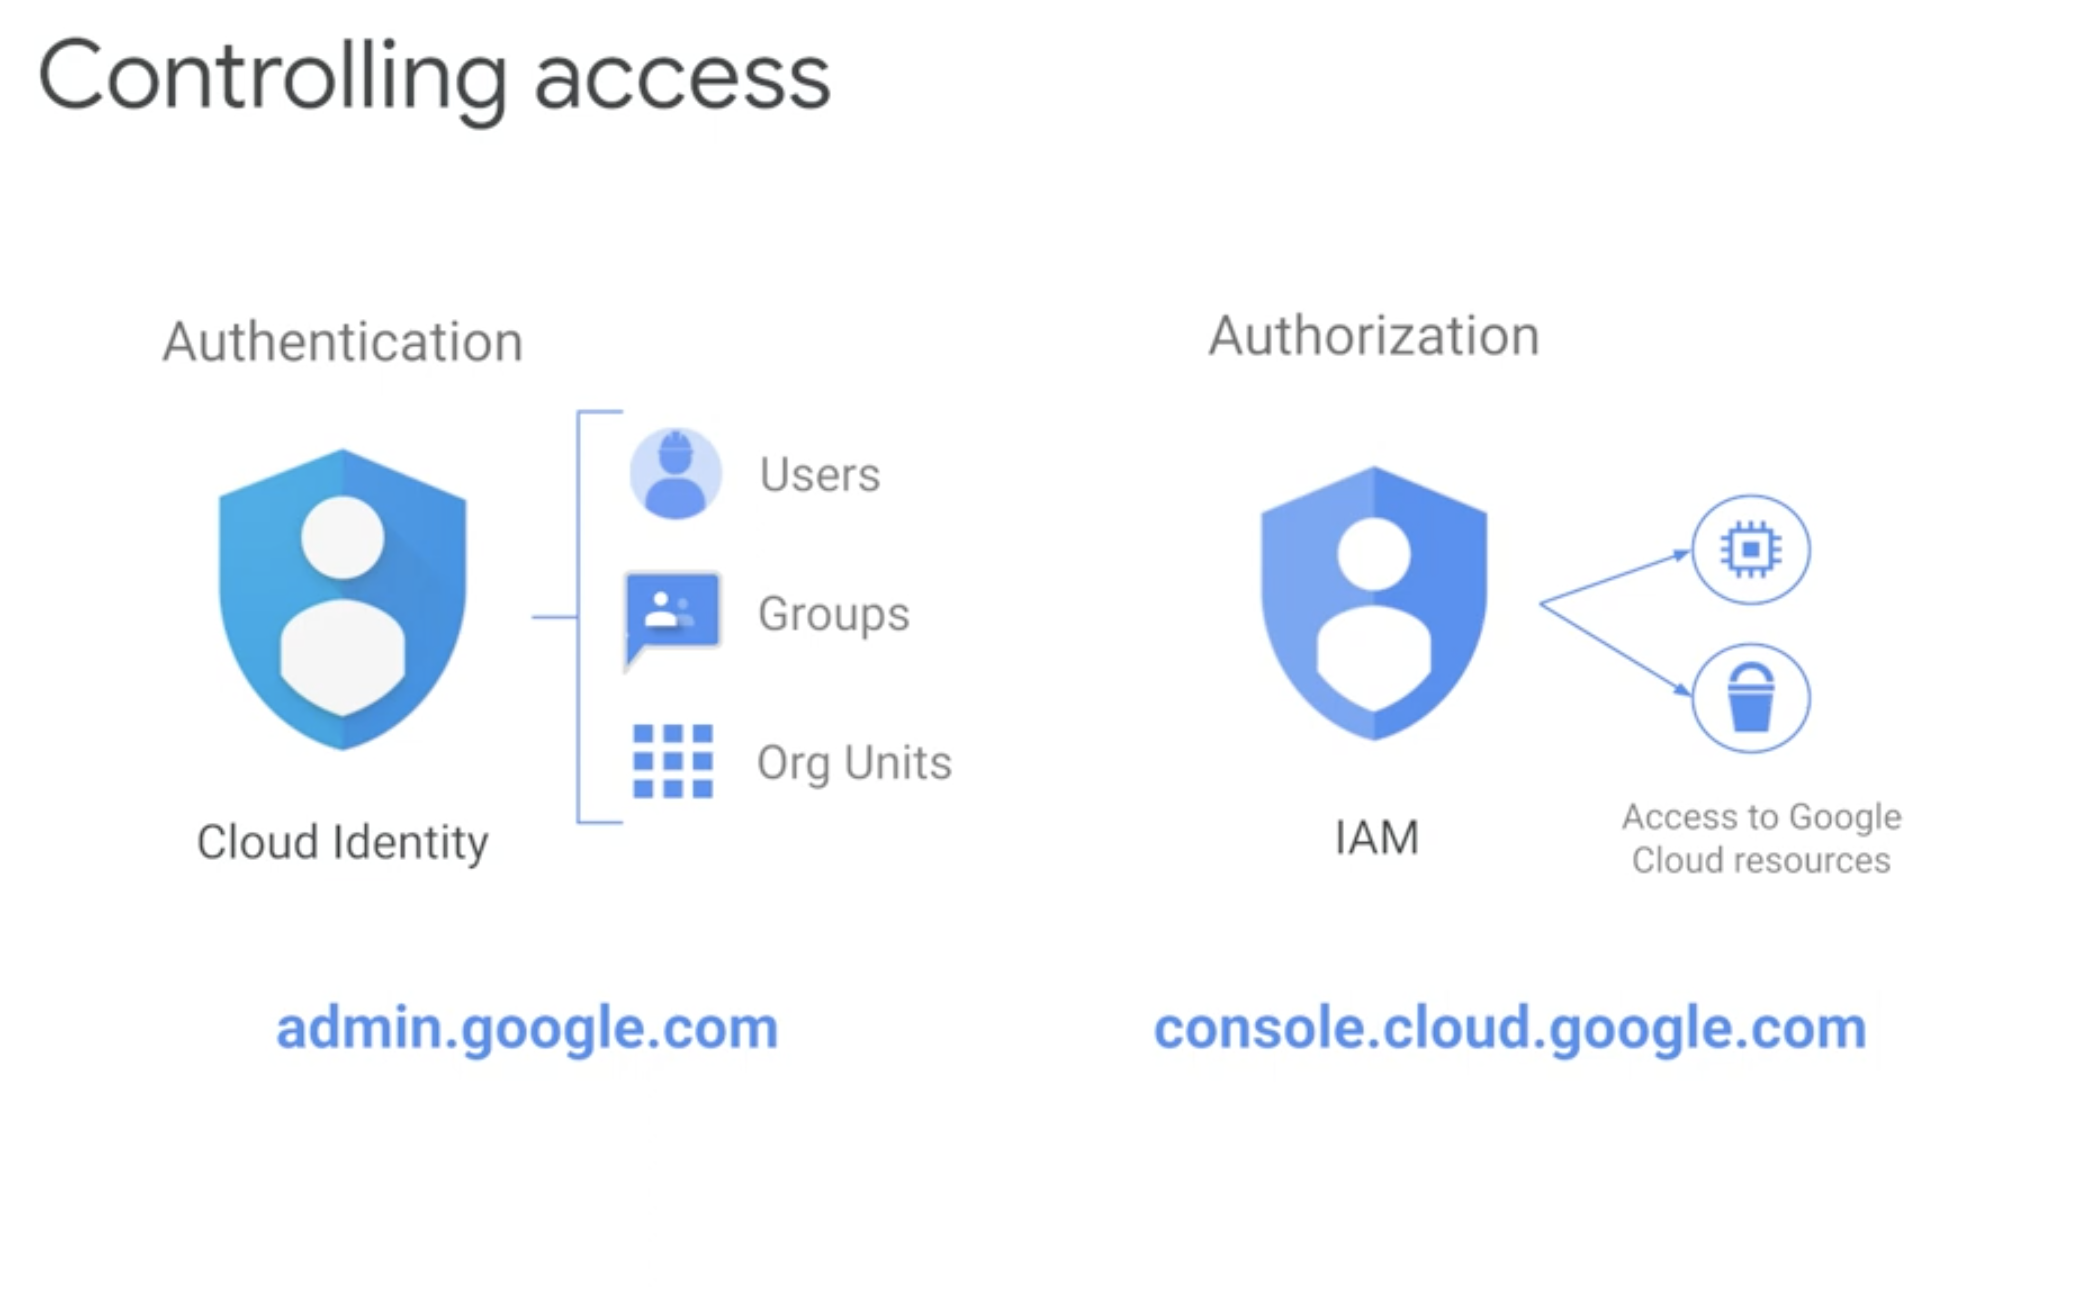 Controlling access
Authentication
Users
Groups
Org Units
Cloud Identity
admin.google.com
Authorization
IAM
Access to Google
Cloud resources
console.cloud.google.com